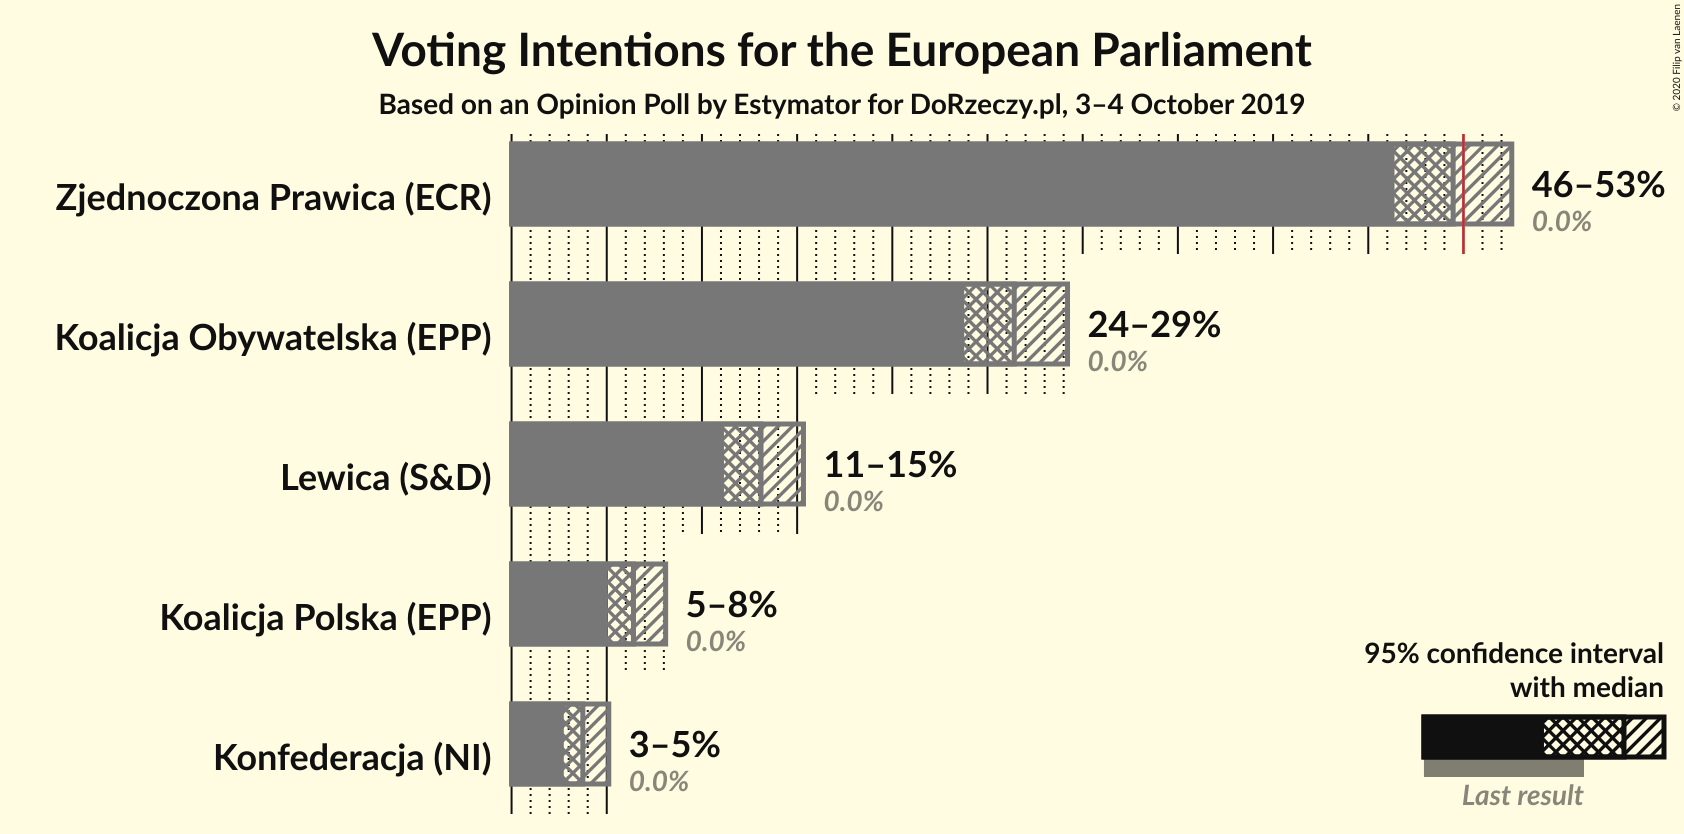 Voting Intentions for the European Parliament
Based on an Opinion Poll by Estymator for DoRzeczy.pl, 3–4 October 2019
© 2020 Filip van Laenen
Zjednoczona Prawica (ECR)
46–53%
0.0%
Koalicja Obywatelska (EPP)
24–29%
0.0%
Lewica (S&D)
11–15%
0.0%
Koalicja Polska (EPP)
5–8%
0.0%
Konfederacja (NI)
3–5%
0.0%
95% confidence interval
with median
Last result